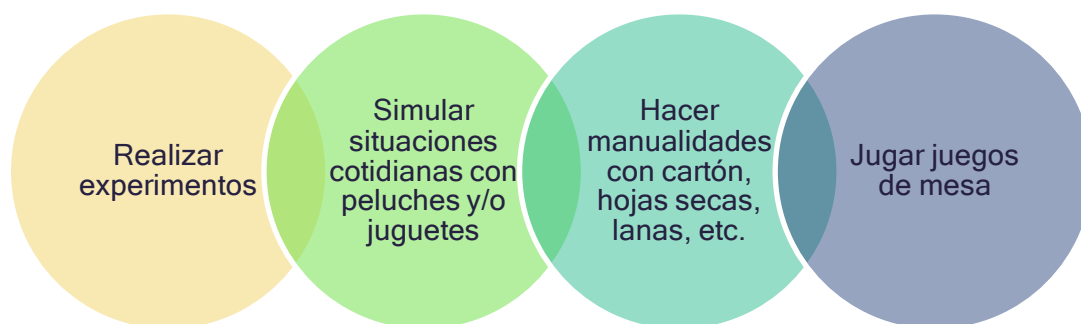 Realizar
experimentos
Simular
situaciones
cotidianas con
peluches y/o
juguetes
Hacer
manualidades
con cartón,
hojas secas,
lanas, etc.
Jugar juegos
de mesa